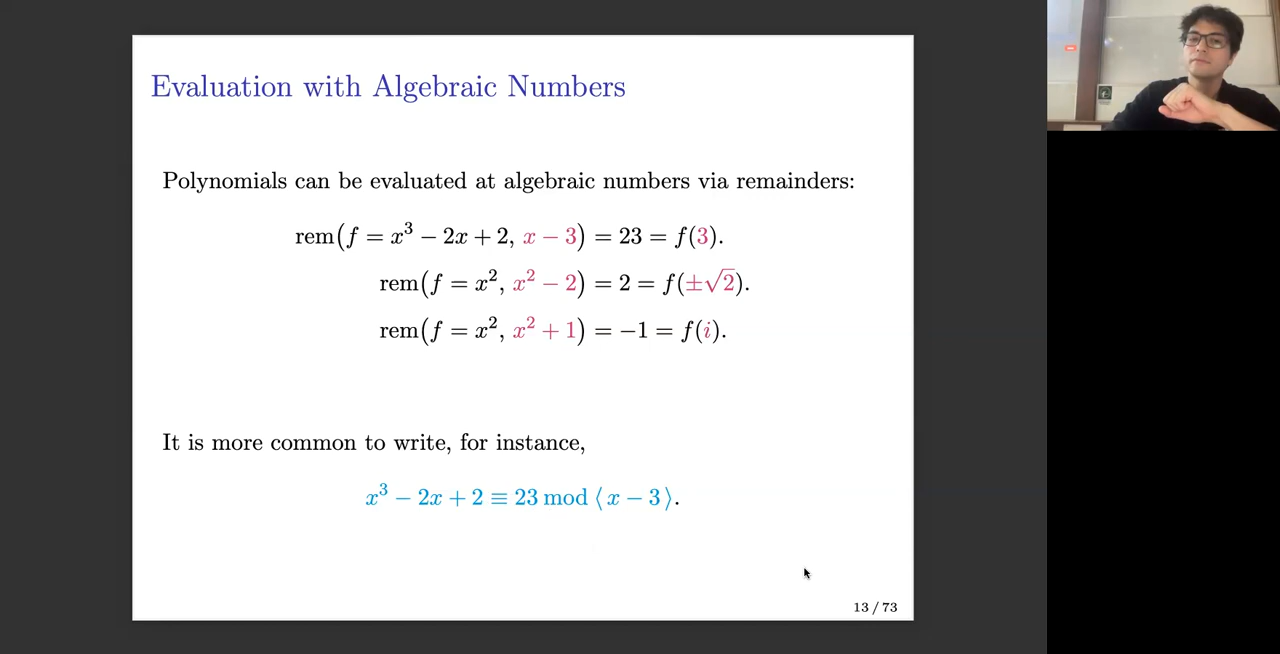 Evaluation with Algebraic Numbers
Polynomials can be evaluated at algebraic numbers via remainders:
rem(f = x³ − 2x + 2, x − 3) = 23 = f(3).
rem(f = x², x² − 2) = 2 = f(±√2).
rem(f = x², x² + 1) = −1 = f(i).
It is more common to write, for instance,
x³ − 2x + 2 ≡ 23 mod ⟨x − 3⟩.
13 / 73